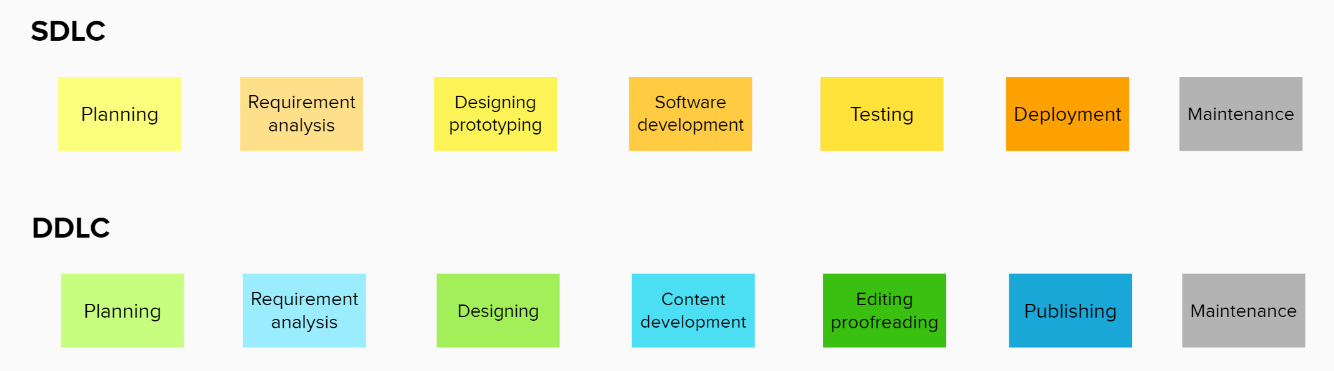 SDLC
Planning
Requirement
analysis
Designing
prototyping
Software
development
Testing
Deployment
Maintenance
DDLC
Planning
Requirement
analysis
Designing
Content
development
Editing
proofreading
Publishing
Maintenance